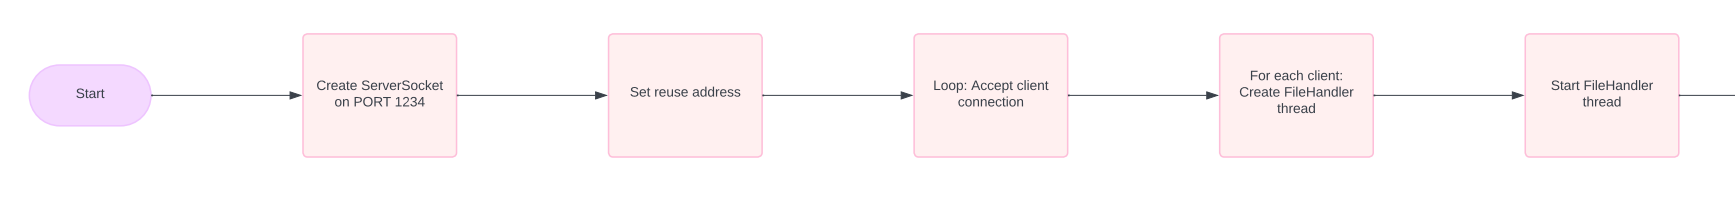 Start
Create ServerSocket
on PORT 1234
Set reuse address
Loop: Accept client
connection
For each client:
Create FileHandler
thread
Start FileHandler
thread